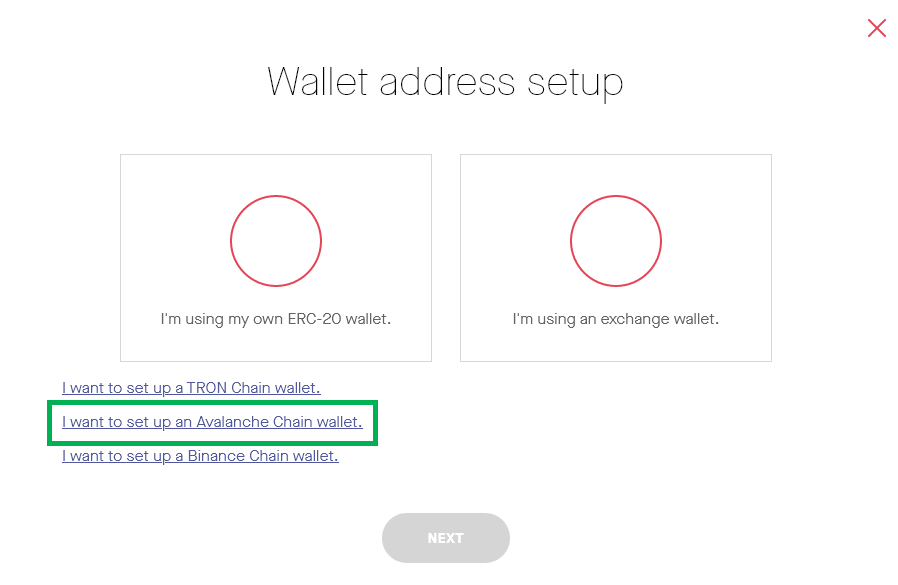 Wallet address setup
I'm using my own ERC-20 wallet.
I'm using an exchange wallet.
I want to set up a TRON Chain wallet.
I want to set up an Avalanche Chain wallet.
I want to set up a Binance Chain wallet.
NEXT